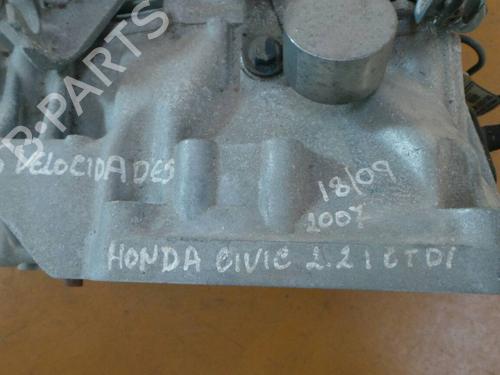 B-PARTS
VELOCIDADES
18/09
2007
HONDA CIVIC 2.2 i CTDi